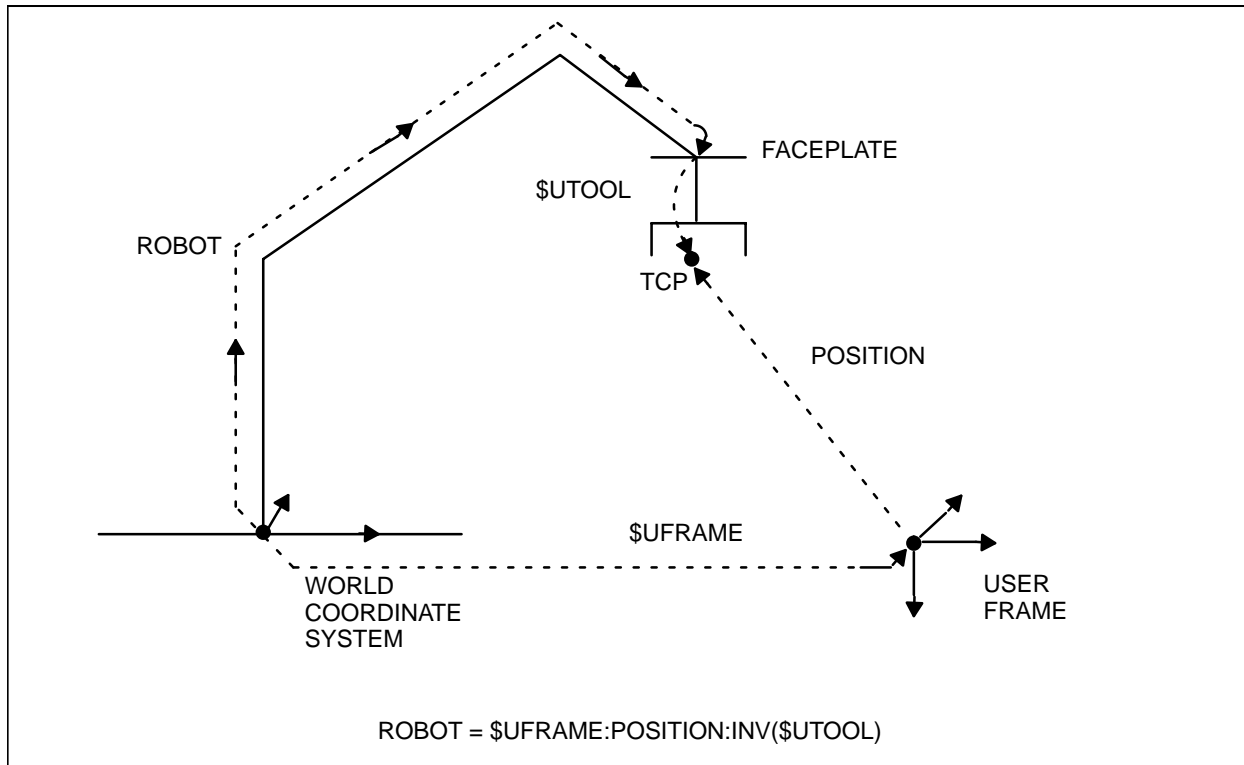 FACEPLATE
$UTOOL
ROBOT
TCP
POSITION
$UFRAME
WORLD
COORDINATE
SYSTEM
USER
FRAME
ROBOT = $UFRAME:POSITION:INV($UTOOL)